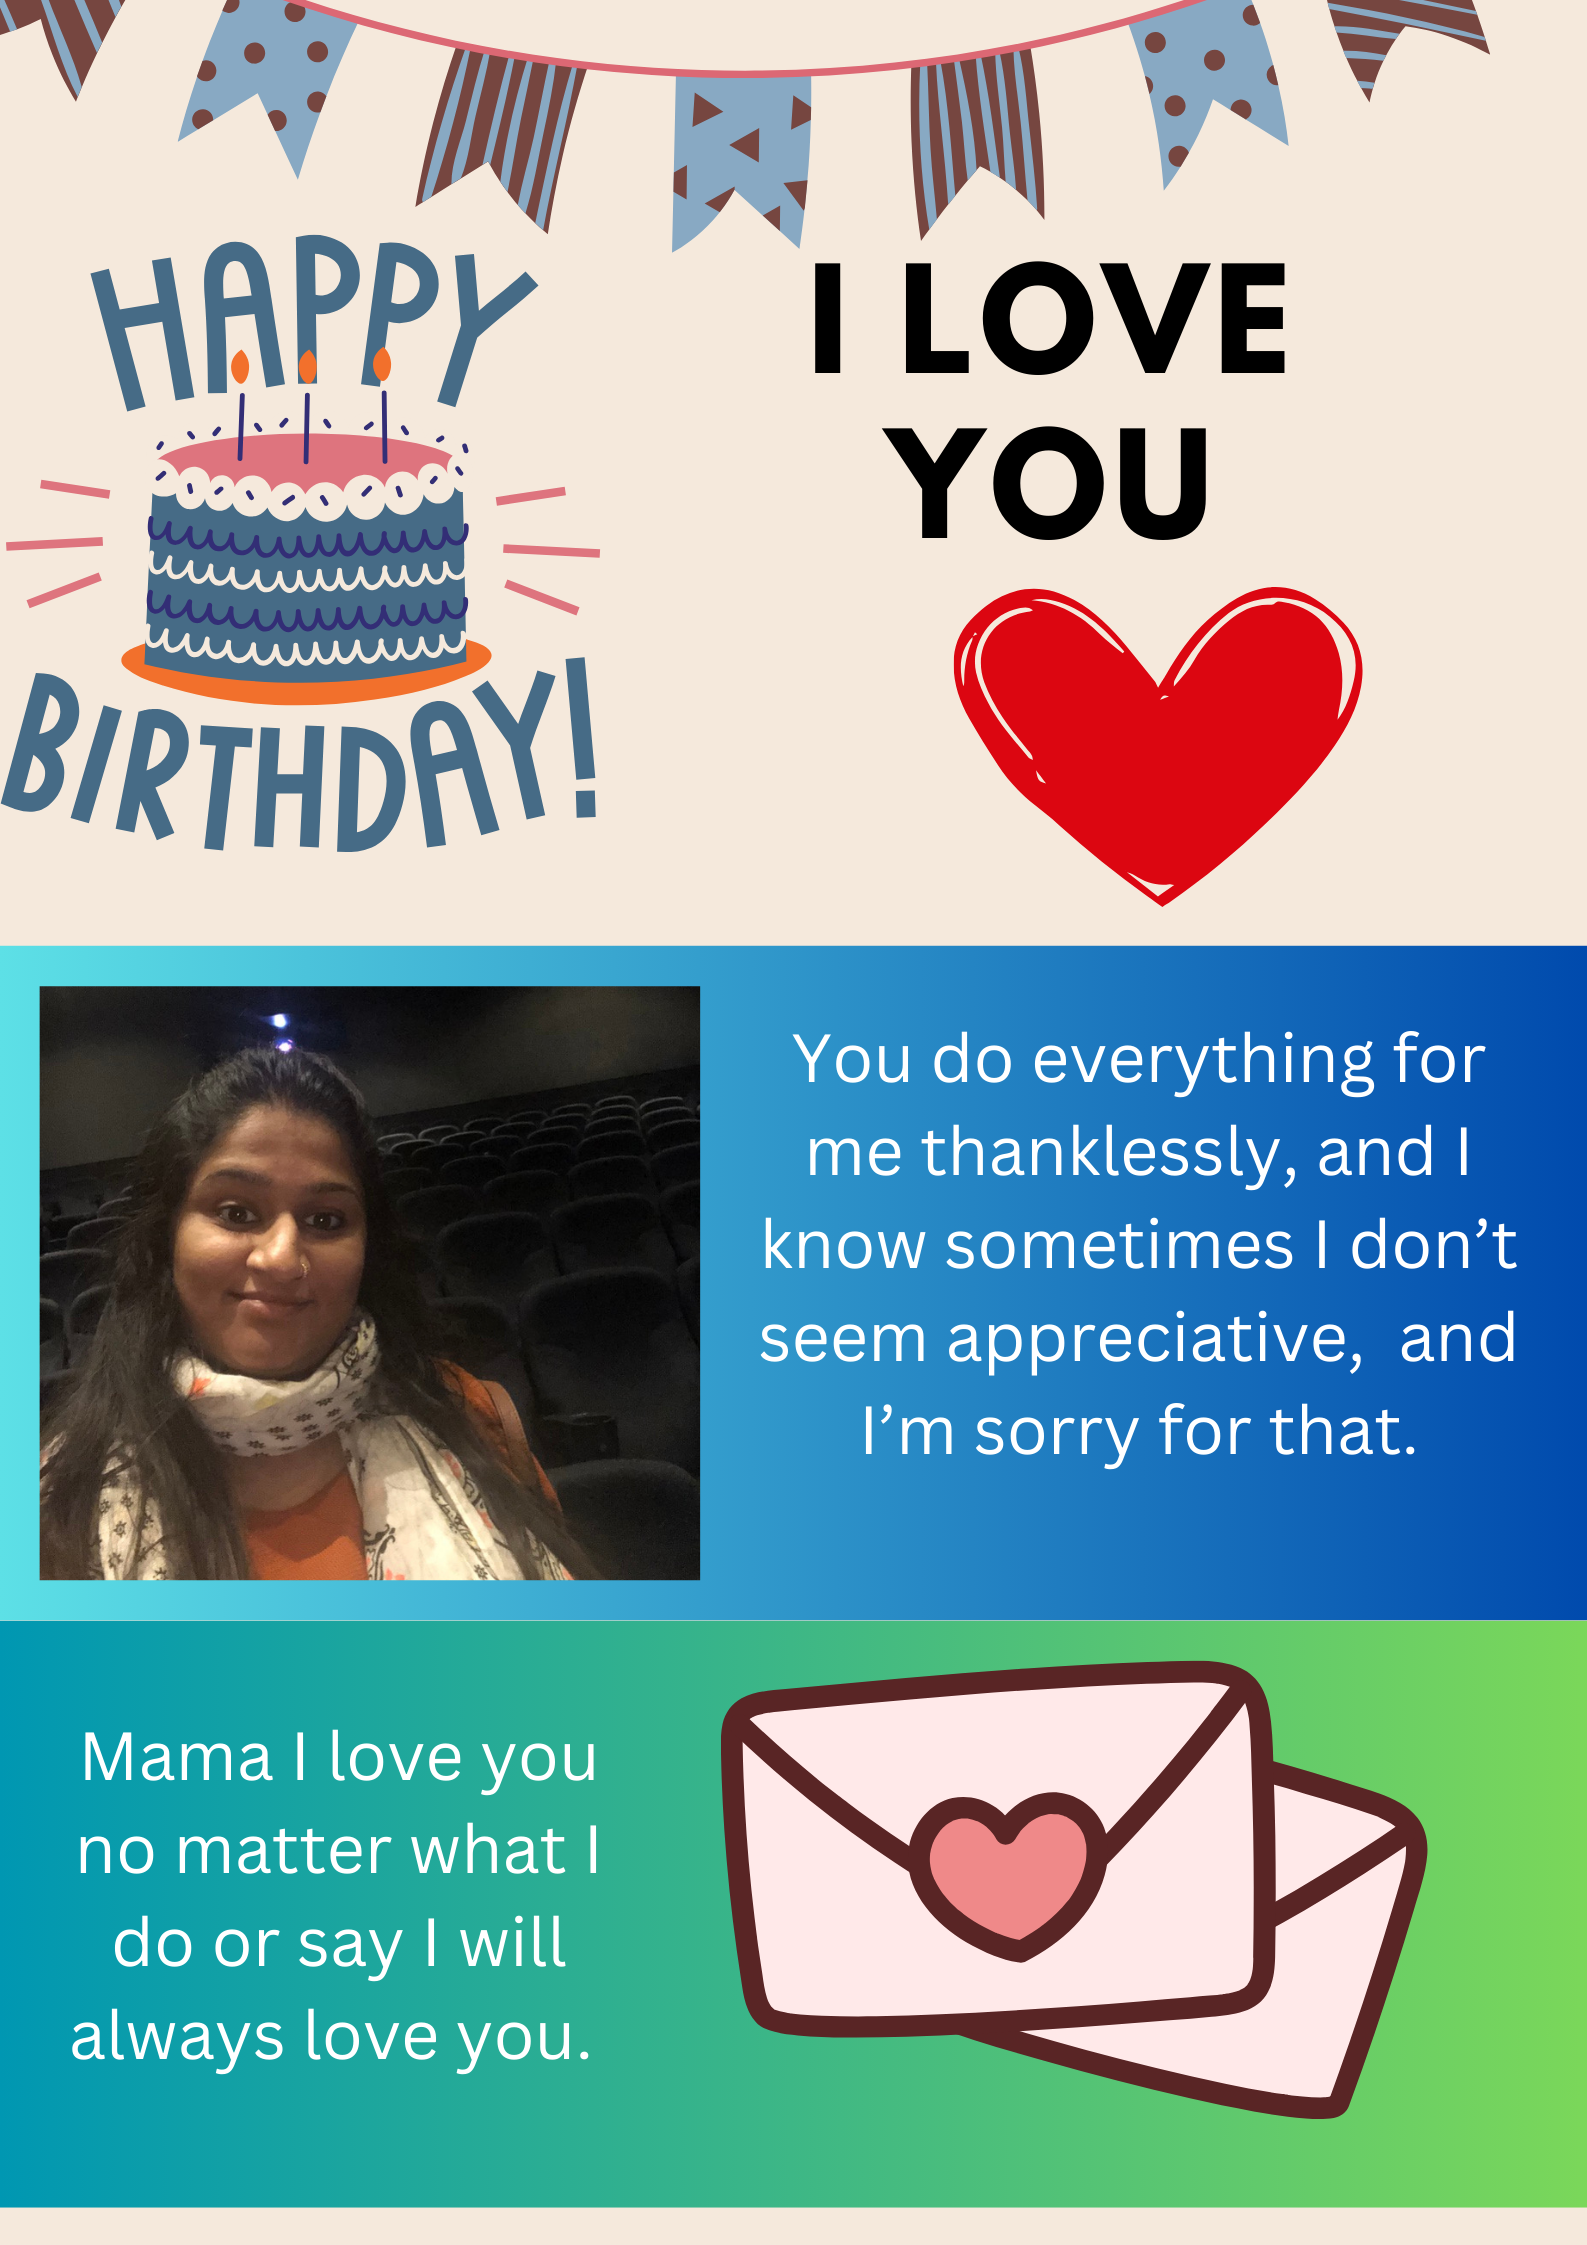 HAPPY
BIRTHDAY!
I LOVE
YOU
You do everything for
me thanklessly, and I
know sometimes I don’t
seem appreciative,  and
I’m sorry for that.
Mama I love you
no matter what I
do or say I will
always love you.